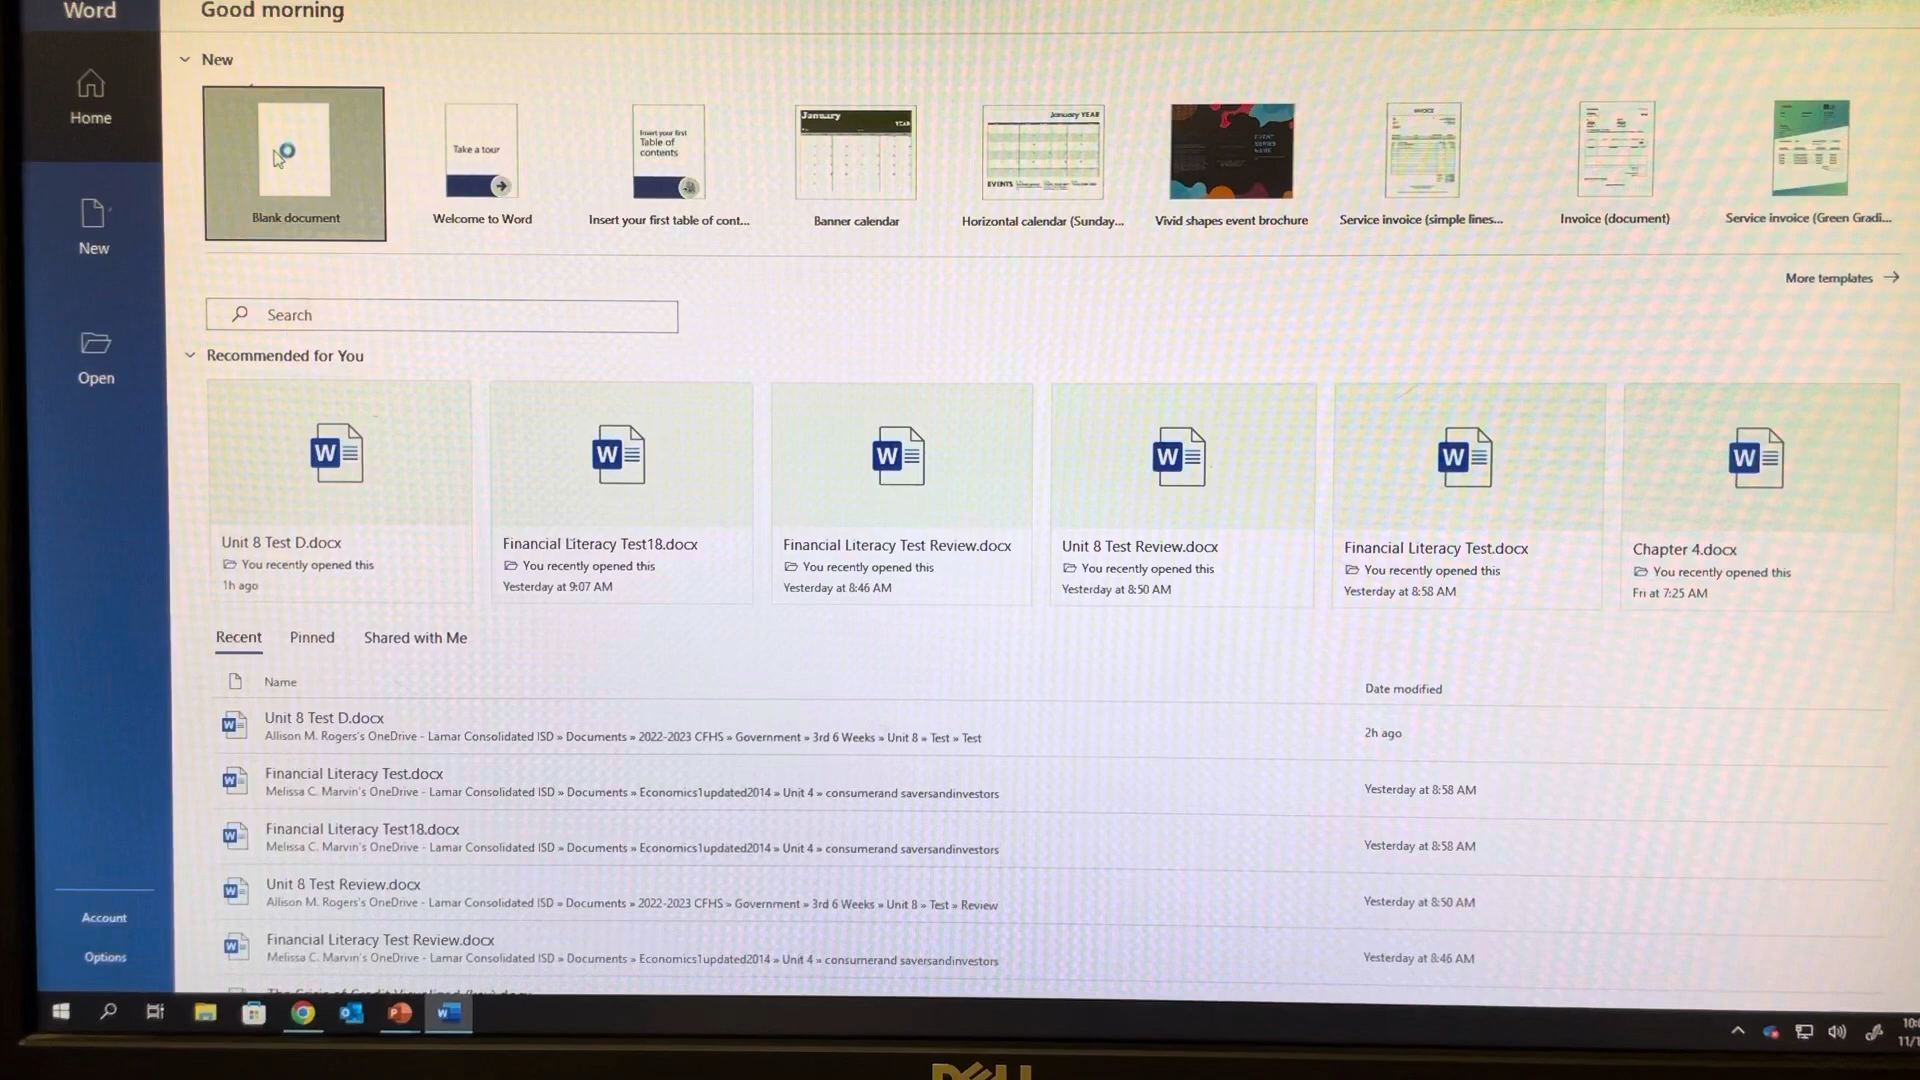 Word
Good morning
Home
New
Open
Account
Options
New
Blank document
Take a tour
Welcome to Word
Insert your first
Table of
contents
Insert your first table of cont...
January
YEAR
Banner calendar
January YEAR
EVENTS
Horizontal calendar (Sunday...
Vivid shapes event brochure
INVOICE
Service invoice (simple lines...
Invoice (document)
Service invoice (Green Gradi...
More templates
Search
Recommended for You
Unit 8 Test D.docx
You recently opened this
1h ago
Financial Literacy Test18.docx
You recently opened this
Yesterday at 9:07 AM
Financial Literacy Test Review.docx
You recently opened this
Yesterday at 8:46 AM
Unit 8 Test Review.docx
You recently opened this
Yesterday at 8:50 AM
Financial Literacy Test.docx
You recently opened this
Yesterday at 8:58 AM
Chapter 4.docx
You recently opened this
Fri at 7:25 AM
Recent Pinned Shared with Me
Name Date modified
Unit 8 Test D.docx
Allison M. Rogers's OneDrive - Lamar Consolidated ISD » Documents » 2022-2023 CFHS » Government » 3rd 6 Weeks » Unit 8 » Test » Test
2h ago
Financial Literacy Test.docx
Melissa C. Marvin's OneDrive - Lamar Consolidated ISD » Documents » Economics1updated2014 » Unit 4 » consumerand saversandinvestors
Yesterday at 8:58 AM
Financial Literacy Test18.docx
Melissa C. Marvin's OneDrive - Lamar Consolidated ISD » Documents » Economics1updated2014 » Unit 4 » consumerand saversandinvestors
Yesterday at 8:58 AM
Unit 8 Test Review.docx
Allison M. Rogers's OneDrive - Lamar Consolidated ISD » Documents » 2022-2023 CFHS » Government » 3rd 6 Weeks » Unit 8 » Test » Review
Yesterday at 8:50 AM
Financial Literacy Test Review.docx
Melissa C. Marvin's OneDrive - Lamar Consolidated ISD » Documents » Economics1updated2014 » Unit 4 » consumerand saversandinvestors
Yesterday at 8:46 AM
DELL